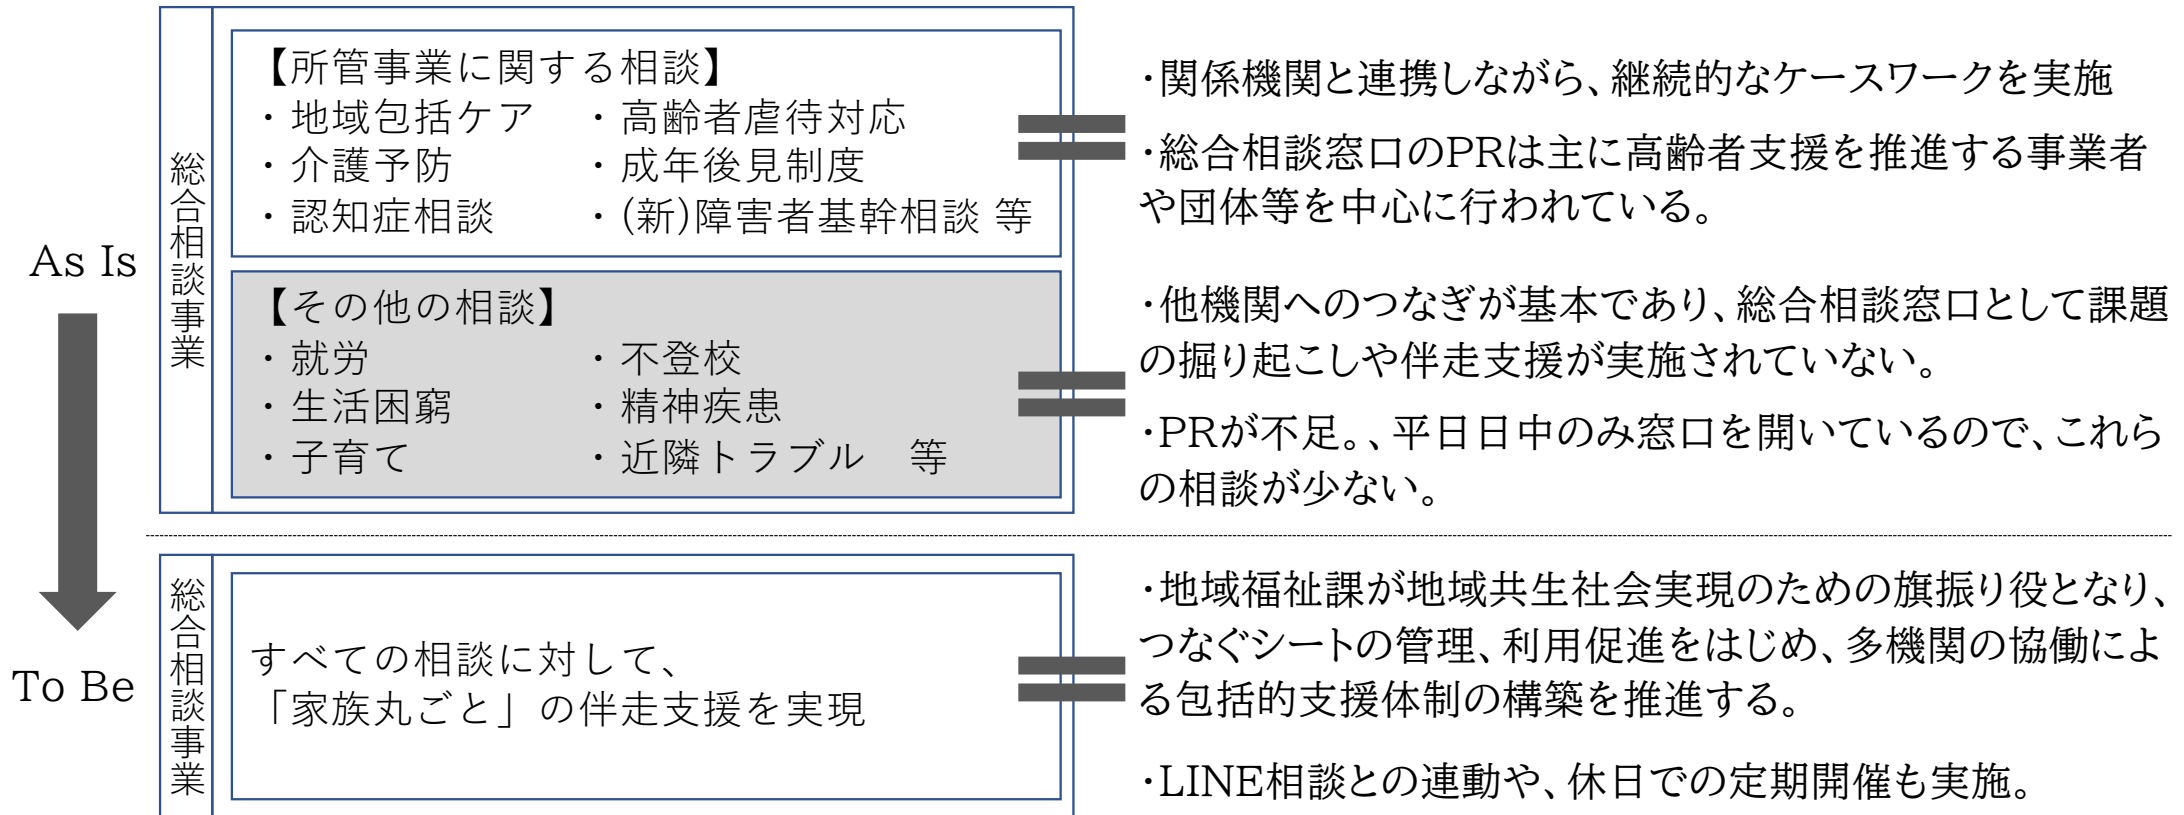 As Is
総合相談事業
【所管事業に関する相談】
・地域包括ケア ・高齢者虐待対応
・介護予防 ・成年後見制度
・認知症相談 ・(新)障害者基幹相談 等
・関係機関と連携しながら、継続的なケースワークを実施
・総合相談窓口のPRは主に高齢者支援を推進する事業者
や団体等を中心に行われている。
【その他の相談】
・就労 ・不登校
・生活困窮 ・精神疾患
・子育て ・近隣トラブル 等
・他機関へのつなぎが基本であり、総合相談窓口として課題
の掘り起こしや伴走支援が実施されていない。
・PRが不足。、平日日中のみ窓口を開いているので、これら
の相談が少ない。
To Be
総合相談事業
すべての相談に対して、
「家族丸ごと」の伴走支援を実現
・地域福祉課が地域共生社会実現のための旗振り役となり、
つなぐシートの管理、利用促進をはじめ、多機関の協働によ
る包括的支援体制の構築を推進する。
・LINE相談との連動や、休日での定期開催も実施。